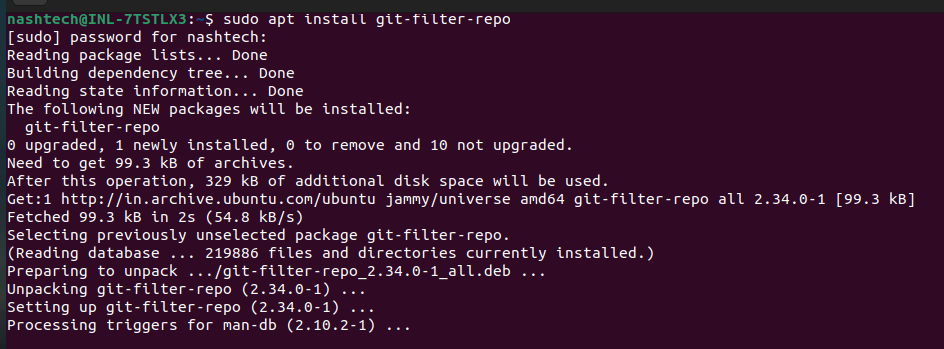 nashtech@INL-7TSTLX3:~$ sudo apt install git-filter-repo
[sudo] password for nashtech:
Reading package lists... Done
Building dependency tree... Done
Reading state information... Done
The following NEW packages will be installed:
  git-filter-repo
0 upgraded, 1 newly installed, 0 to remove and 10 not upgraded.
Need to get 99.3 kB of archives.
After this operation, 329 kB of additional disk space will be used.
Get:1 http://in.archive.ubuntu.com/ubuntu jammy/universe amd64 git-filter-repo all 2.34.0-1 [99.3 kB]
Fetched 99.3 kB in 2s (54.8 kB/s)
Selecting previously unselected package git-filter-repo.
(Reading database ... 219886 files and directories currently installed.)
Preparing to unpack .../git-filter-repo_2.34.0-1_all.deb ...
Unpacking git-filter-repo (2.34.0-1) ...
Setting up git-filter-repo (2.34.0-1) ...
Processing triggers for man-db (2.10.2-1) ...